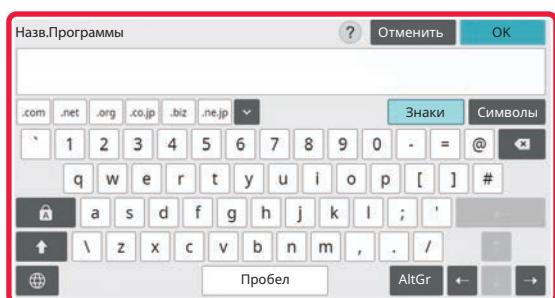 Назв.Программы ? Отменить OK
.com .net .org .co.jp .biz .ne.jp Знаки Символы
` 1 2 3 4 5 6 7 8 9 0 - = @
q w e r t y u i o p [ ] #
A a s d f g h j k l ; '
\ z x c v b n m , . /
Пробел AltGr